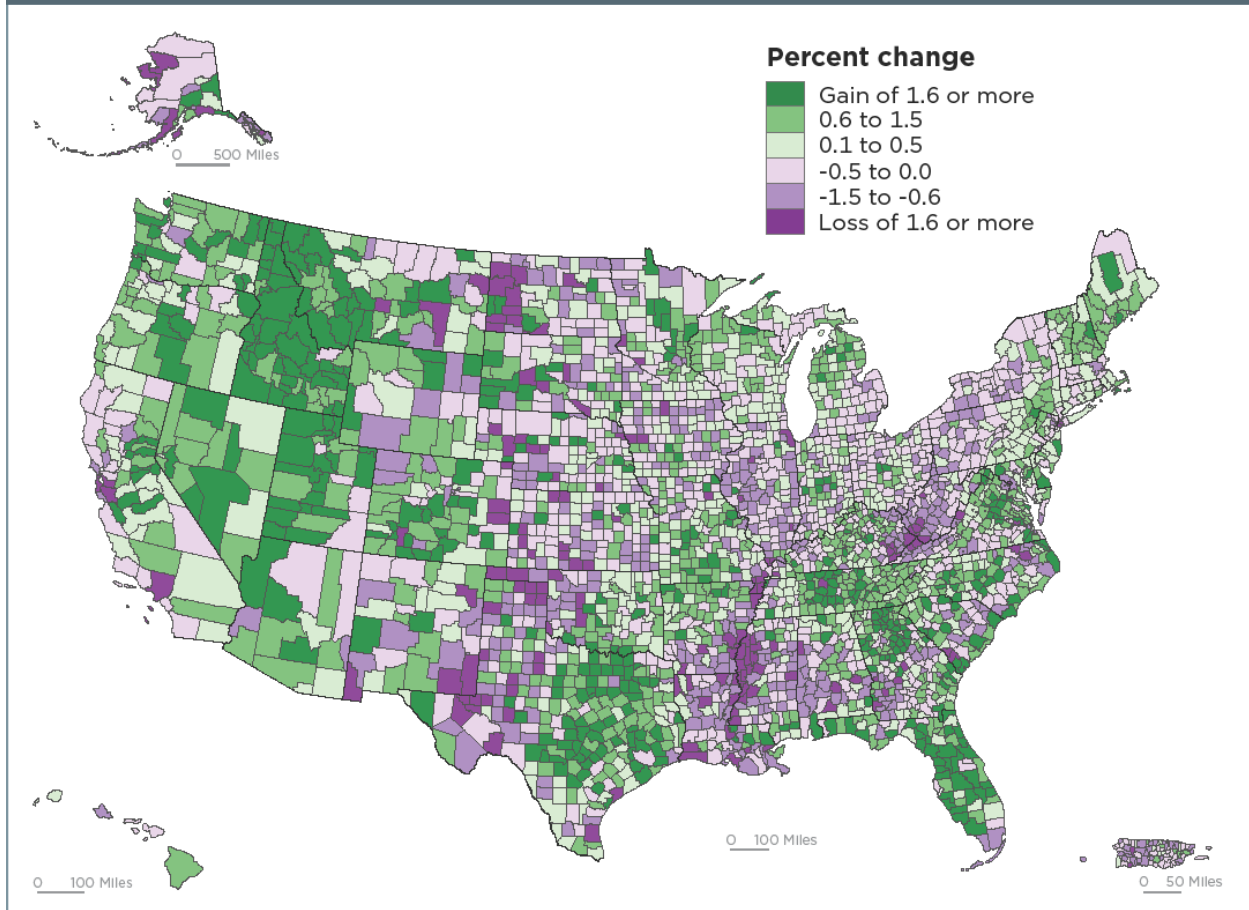 Percent change
Gain of 1.6 or more
0.6 to 1.5
0.1 to 0.5
-0.5 to 0.0
-1.5 to -0.6
Loss of 1.6 or more
0 500 Miles
0 100 Miles
0 100 Miles
0 50 Miles